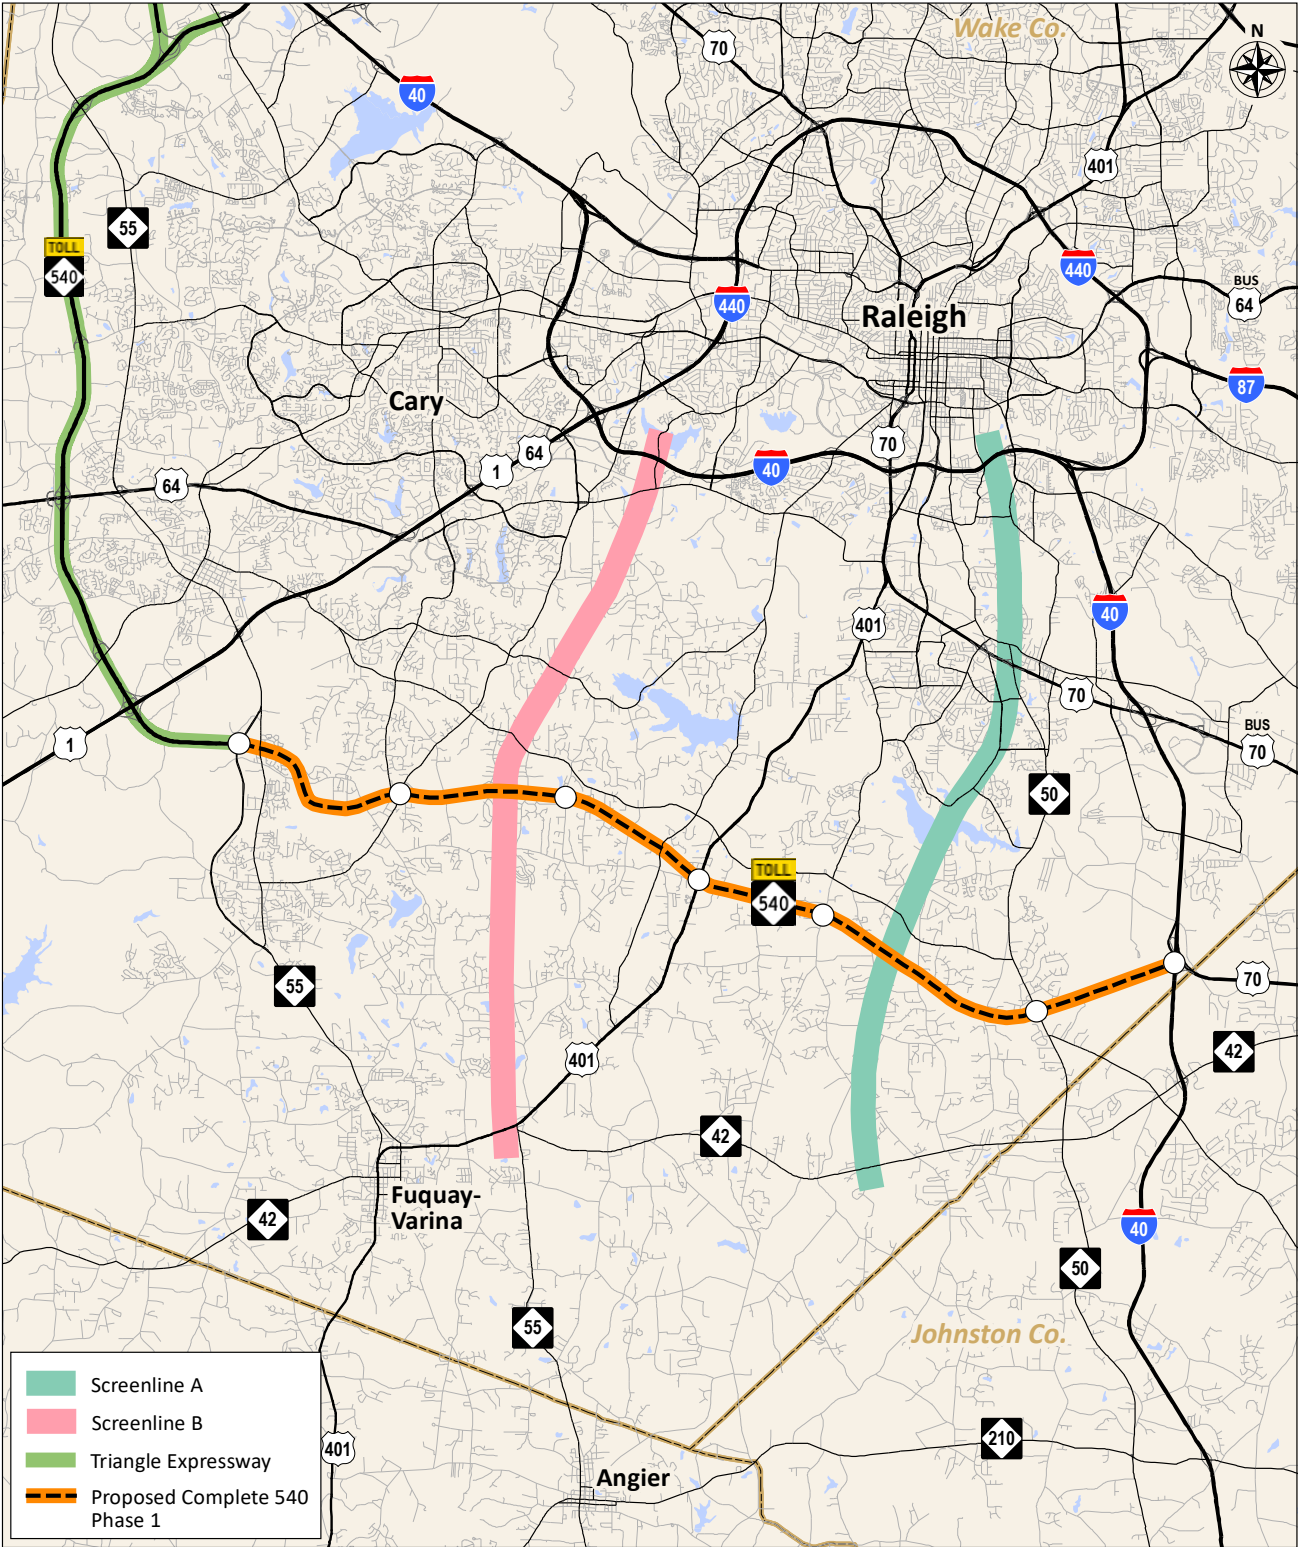 Wake Co.
N
70
40
401
55
TOLL
540
440
BUS
64
440
Raleigh
87
Cary
70
64
1
40
64
40
401
70
BUS
70
1
50
TOLL
540
55
70
42
401
42
Fuquay-
Varina
42
40
50
55
Johnston Co.
Screenline A
Screenline B
Triangle Expressway
Proposed Complete 540
Phase 1
401
210
Angier